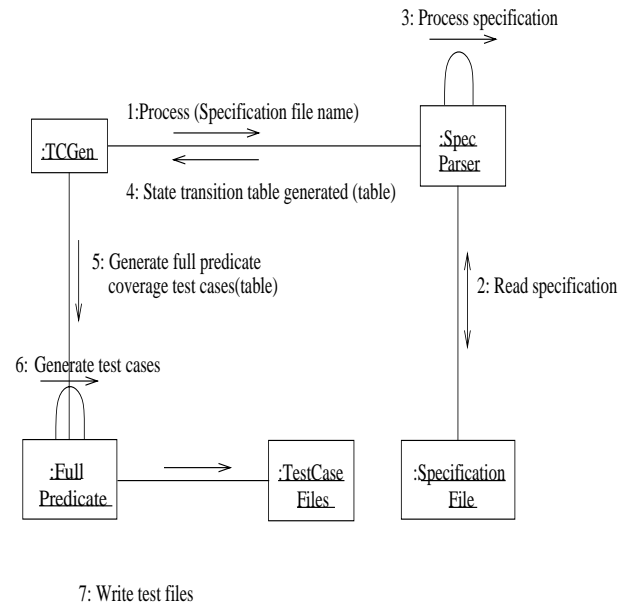 3: Process specification
1:Process (Specification file name)
:TCGen
:Spec
Parser
4: State transition table generated (table)
5: Generate full predicate
coverage test cases(table)
2: Read specification
6: Generate test cases
:Full
Predicate
:TestCase
Files
:Specification
File
7: Write test files